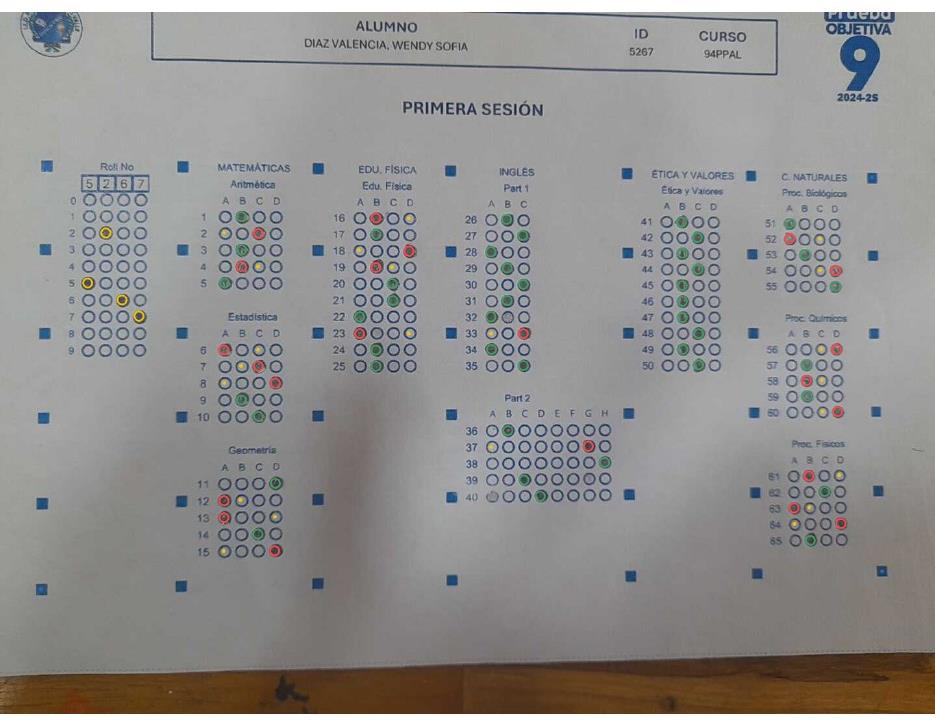 ALUMNO
DIAZ VALENCIA, WENDY SOFIA
ID
5267
CURSO
94PPAL
Prueba
OBJETIVA
9
2024-2S
PRIMERA SESIÓN
Roll No
5 2 6 7
0
1
2
3
4
5
6
7
8
9
MATEMÁTICAS
Aritmética
A B C D
1
2
3
4
5
Estadística
A B C D
6
7
8
9
10
Geometría
A B C D
11
12
13
14
15
EDU. FÍSICA
Edu. Física
A B C D
16
17
18
19
20
21
22
23
24
25
INGLÉS
Part 1
A B C
26
27
28
29
30
31
32
33
34
35
Part 2
A B C D E F G H
36
37
38
39
40
ÉTICA Y VALORES
Ética y Valores
A B C D
41
42
43
44
45
46
47
48
49
50
C. NATURALES
Proc. Biológicos
A B C D
51
52
53
54
55
Proc. Químicos
A B C D
56
57
58
59
60
Proc. Físicos
A B C D
61
62
63
64
65